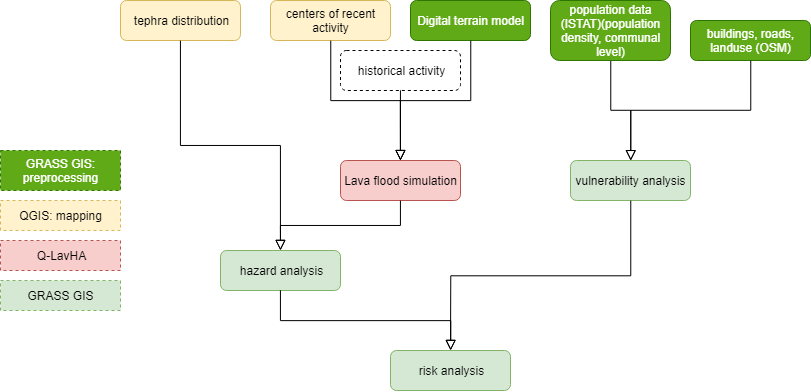 tephra distribution
centers of recent
activity
Digital terrain model
population data
(ISTAT)(population
density, communal
level)
buildings, roads,
landuse (OSM)
historical activity
GRASS GIS:
preprocessing
QGIS: mapping
Q-LavHA
GRASS GIS
Lava flood simulation
vulnerability analysis
hazard analysis
risk analysis